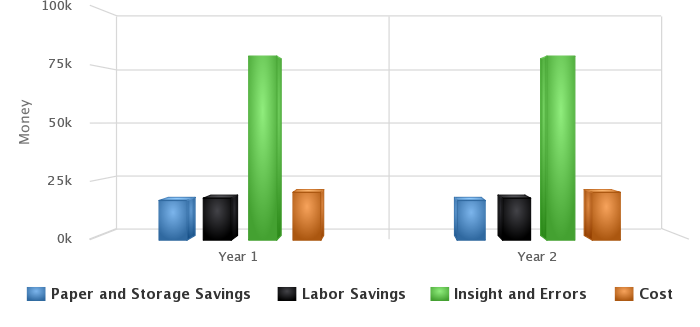 100k
75k
50k
25k
0k
Money
Year 1
Year 2
Paper and Storage Savings
Labor Savings
Insight and Errors
Cost